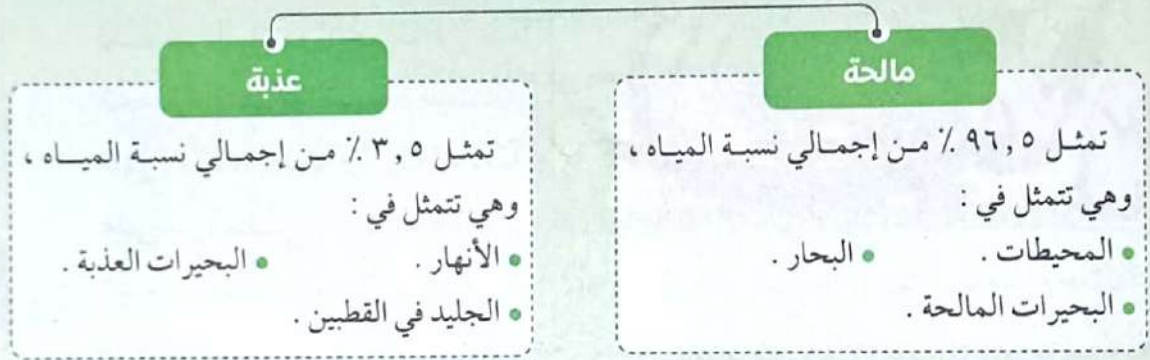 مالحة
تمثل ٩٦,٥ ٪ من إجمالي نسبة المياه ،
وهي تتمثل في :
• المحيطات . • البحار .
• البحيرات المالحة .
عذبة
تمثل ٣,٥ ٪ من إجمالي نسبة المياه ،
وهي تتمثل في :
• الأنهار . • البحيرات العذبة .
• الجليد في القطبين .